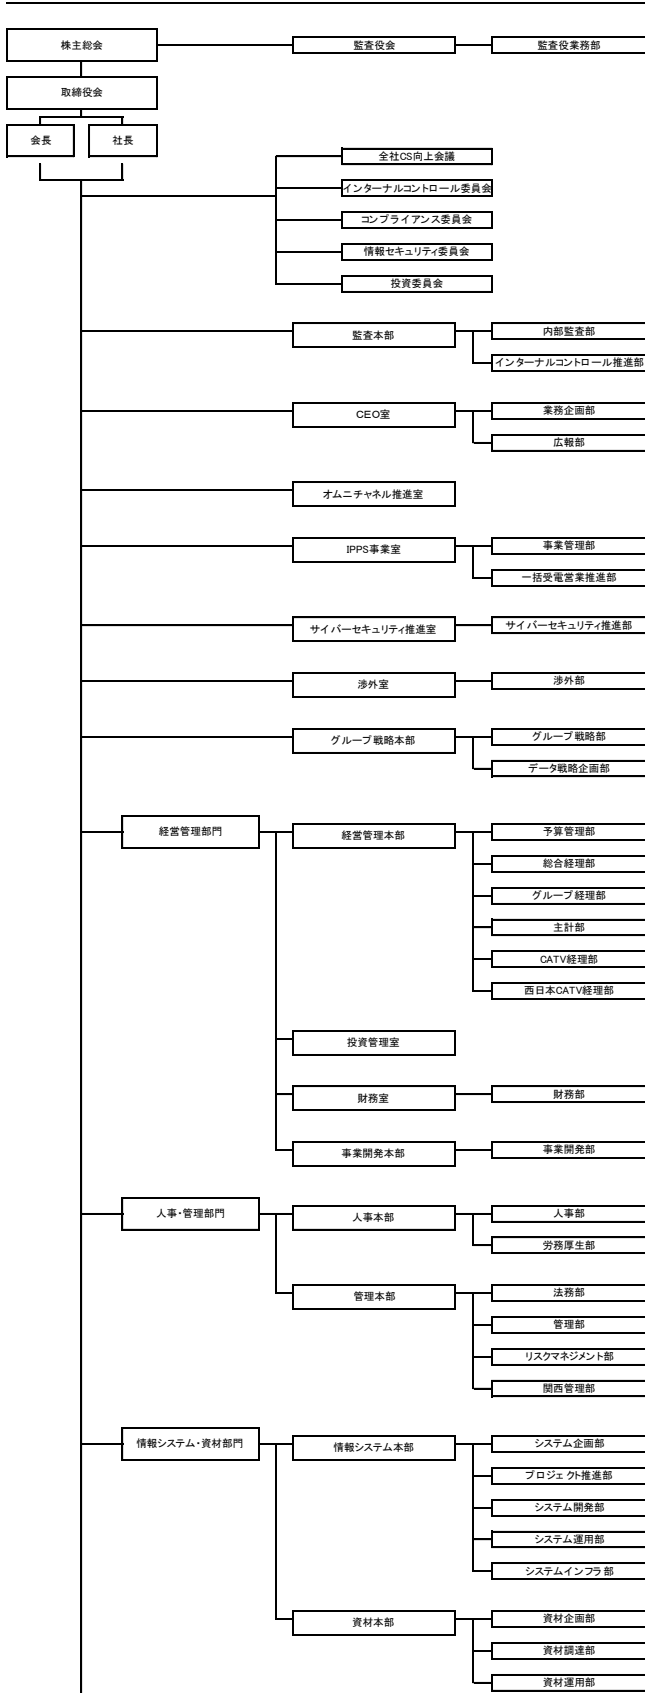 株主総会
監査役会
監査役業務部
取締役会
会長
社長
全社CS向上会議
インターナルコントロール委員会
コンプライアンス委員会
情報セキュリティ委員会
投資委員会
監査本部
内部監査部
インターナルコントロール推進部
CEO室
業務企画部
広報部
オムニチャネル推進室
IPPS事業室
事業管理部
一括受電営業推進部
サイバーセキュリティ推進室
サイバーセキュリティ推進部
渉外室
渉外部
グループ戦略本部
グループ戦略部
データ戦略企画部
経営管理部門
経営管理本部
予算管理部
総合経理部
グループ経理部
主計部
CATV経理部
西日本CATV経理部
投資管理室
財務室
財務部
事業開発本部
事業開発部
人事・管理部門
人事本部
人事部
労務厚生部
管理本部
法務部
管理部
リスクマネジメント部
関西管理部
情報システム・資材部門
情報システム本部
システム企画部
プロジェクト推進部
システム開発部
システム運用部
システムインフラ部
資材本部
資材企画部
資材調達部
資材運用部